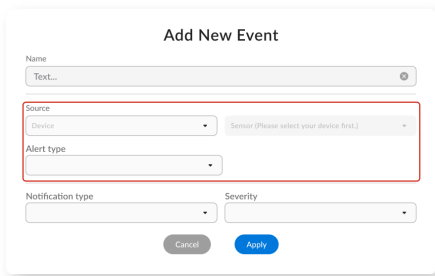 Add New Event
Name
Text...
Source
Device
Sensor (Please select your device first.)
Alert type
Notification type
Severity
Cancel
Apply